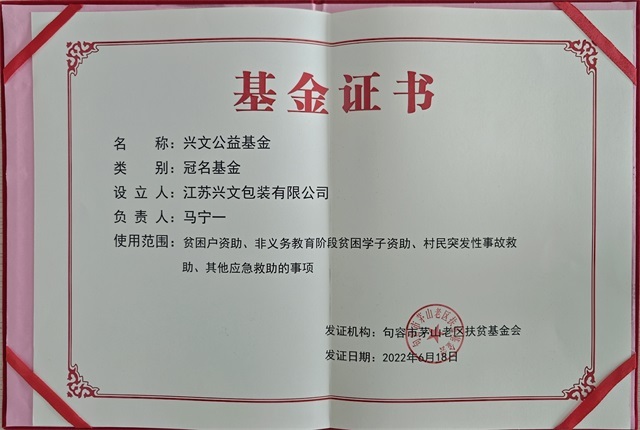 基金证书
名 称：兴文公益基金
类 别：冠名基金
设 立 人：江苏兴文包装有限公司
负 责 人：马宁一
使用范围：贫困户资助、非义务教育阶段贫困学子资助、村民突发性事故救
助、其他应急救助的事项
发证机构：句容市茅山老区扶贫基金会
发证日期：2022年6月18日